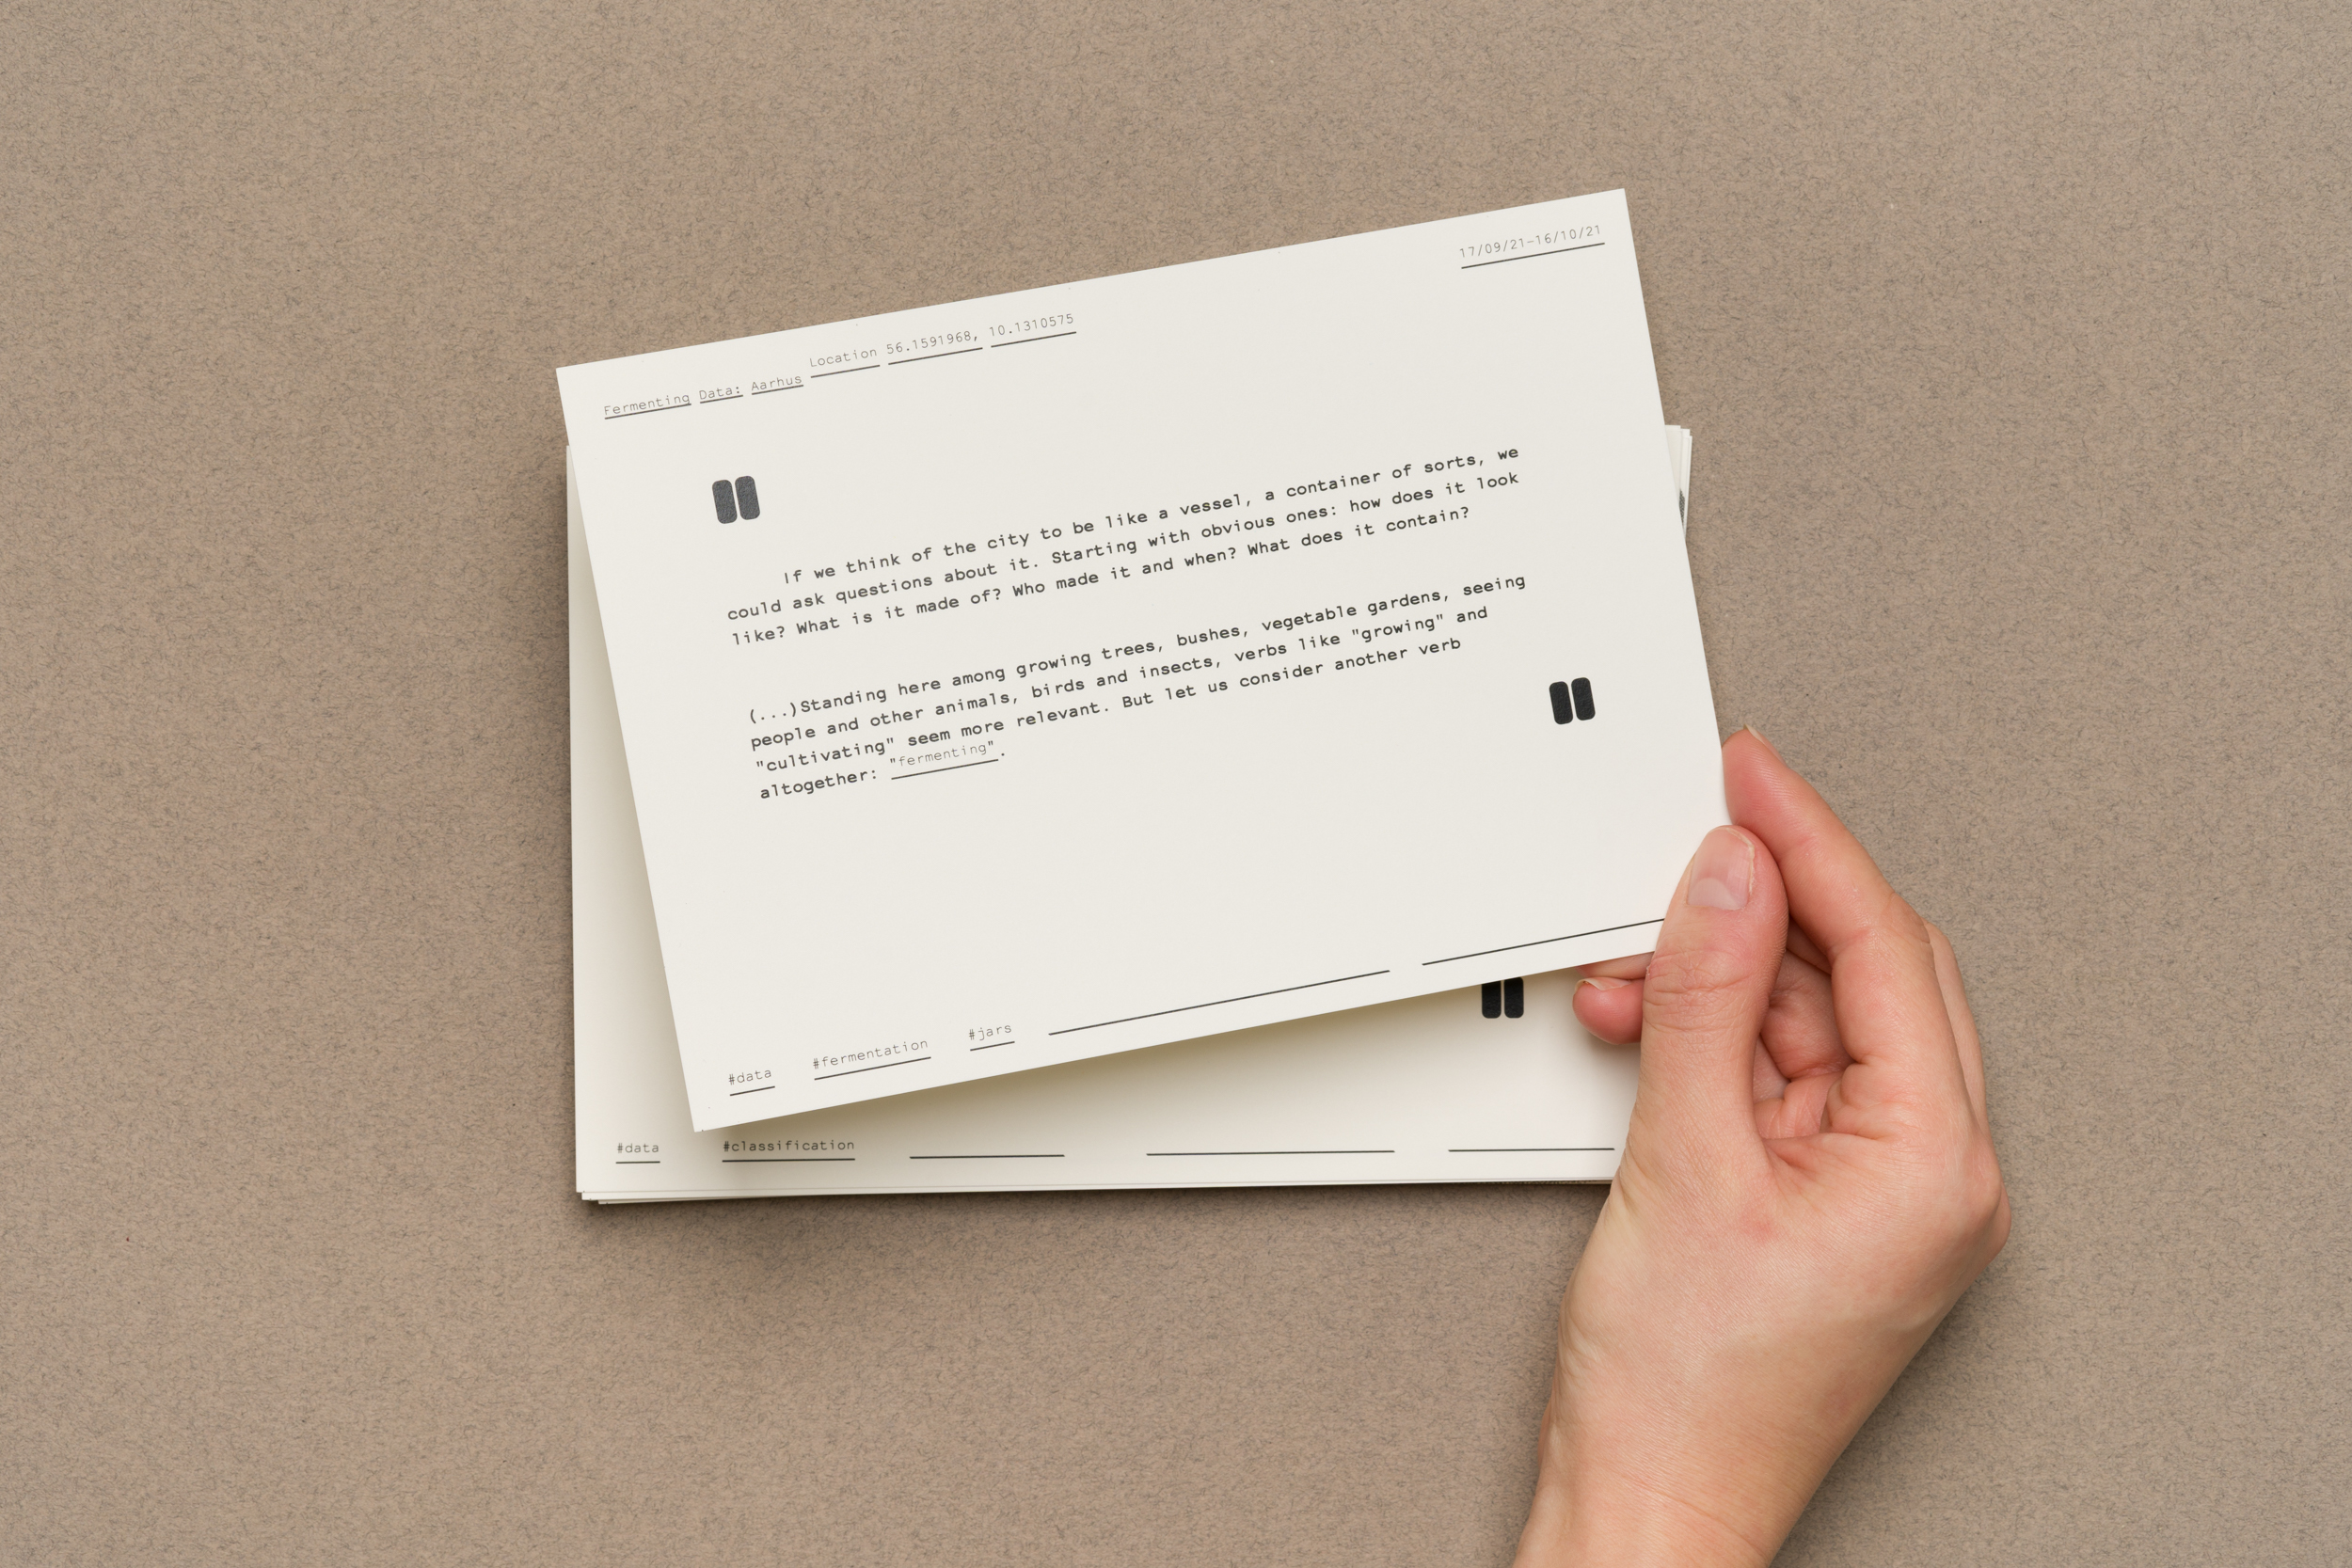 17/09/21-16/10/21
Location 56.1591968, 10.1310575
Fermenting Data: Aarhus
If we think of the city to be like a vessel, a container of sorts, we
could ask questions about it. Starting with obvious ones: how does it look
like? What is it made of? Who made it and when? What does it contain?
(...)Standing here among growing trees, bushes, vegetable gardens, seeing
people and other animals, birds and insects, verbs like "growing" and
"cultivating" seem more relevant. But let us consider another verb
altogether: "fermenting".
#data #fermentation #jars
#data #classification